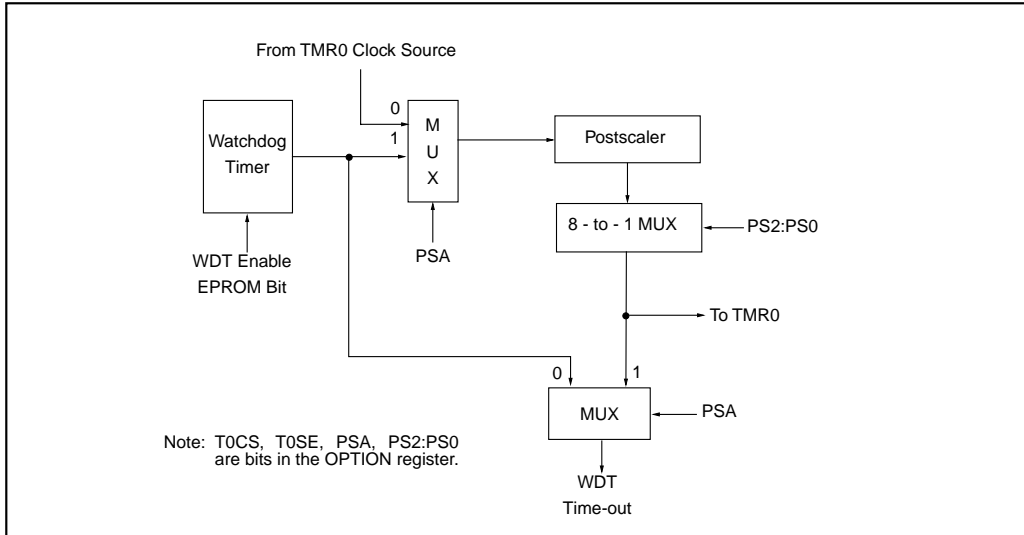 From TMR0 Clock Source
0
1
M
U
X
Watchdog
Timer
Postscaler
8 - to - 1 MUX
PS2:PS0
PSA
WDT Enable
EPROM Bit
To TMR0
0
1
MUX
PSA
Note: T0CS, T0SE, PSA, PS2:PS0
are bits in the OPTION register.
WDT
Time-out